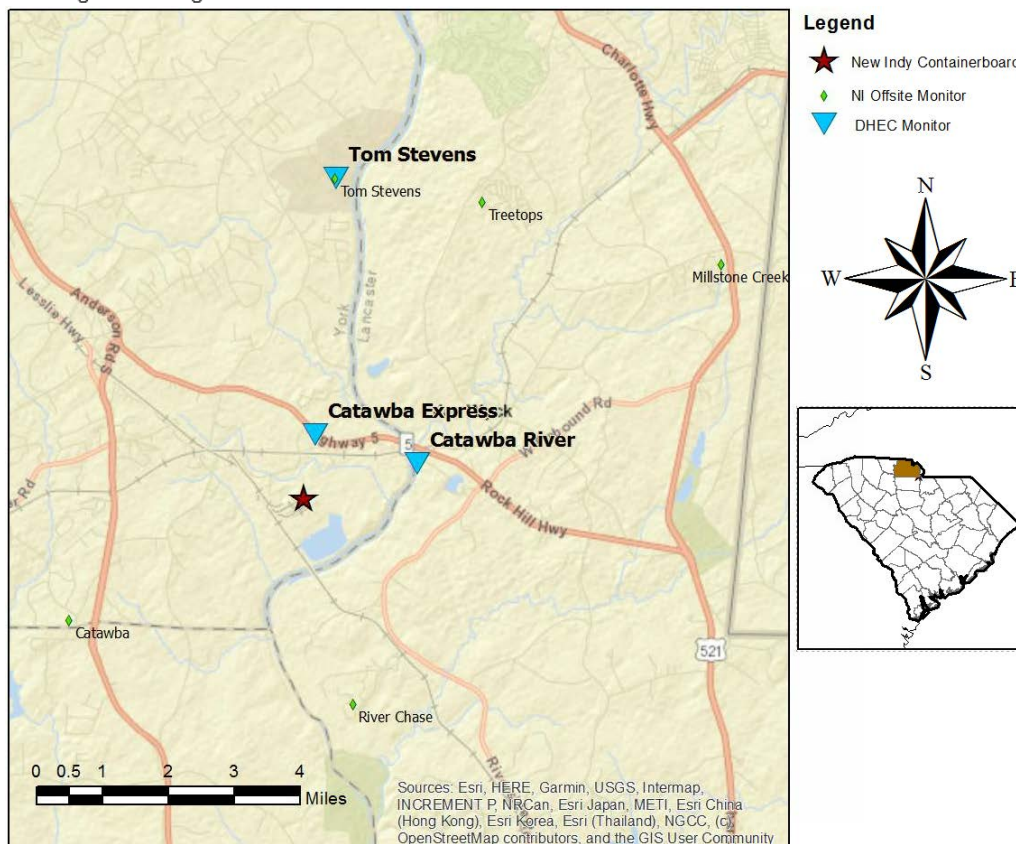 Legend
New Indy Containerboard
NI Offsite Monitor
DHEC Monitor
N
W
S
Charlotte Hwy
Tom Stevens
Tom Stevens
Treetops
Millstone Creek
Lesslie Hwy
Anderson Rd S
York
Lancaster
Catawba Express
Highway 5
5
Catawba River
Rock Hill Hwy
521
Catawba
River Chase
0 0.5 1 2 3 4
Miles
Sources: Esri, HERE, Garmin, USGS, Intermap,
INCREMENT P, NRCan, Esri Japan, METI, Esri China
(Hong Kong), Esri Korea, Esri (Thailand), NGCC, (c)
OpenStreetMap contributors, and the GIS User Community